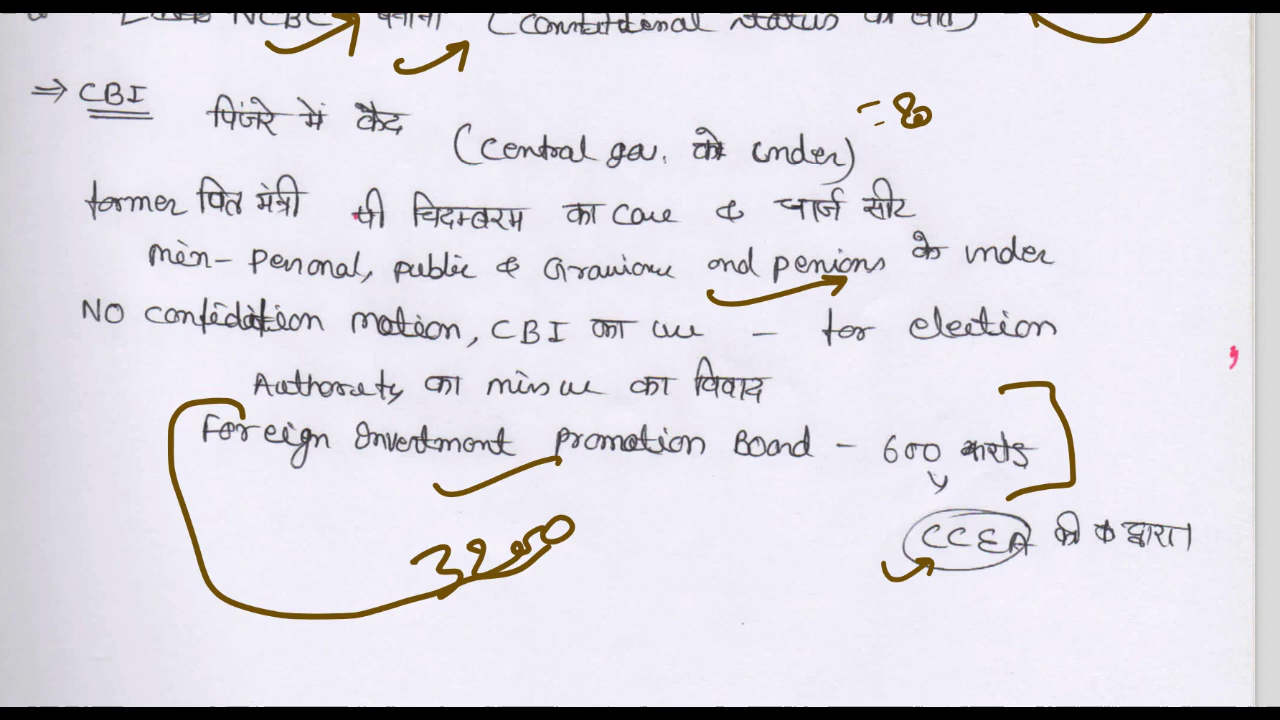 NCBC बनाना (Constitutional status की बात)
⇒ CBI पिंजरे में कैद
(Central gov. के under)
former वित मंत्री पी चिदम्बरम का case & चार्ज सीट
min- personal, public & Grievance and pensions के under
NO confidation motion, CBI का use – for election
Authority का misuse का विवाद
Foreign Investment Promotion Board – 600 करोड़
CCEA की के द्वारा।